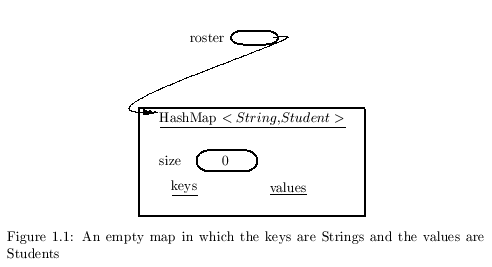 roster
HashMap < String,Student >
size 0
keys values
Figure 1.1: An empty map in which the keys are Strings and the values are
Students